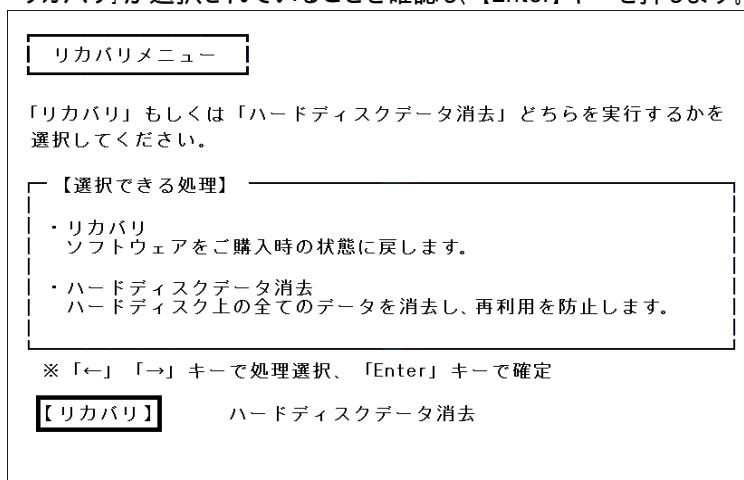 リカバリ」が選択されていることを確認し、【Enter】キーを押します。
リカバリメニュー
「リカバリ」もしくは「ハードディスクデータ消去」どちらを実行するかを
選択してください。
【選択できる処理】
・リカバリ
ソフトウェアをご購入時の状態に戻します。
・ハードディスクデータ消去
ハードディスク上の全てのデータを消去し、再利用を防止します。
※「←」「→」キーで処理選択、「Enter」キーで確定
【リカバリ】 ハードディスクデータ消去